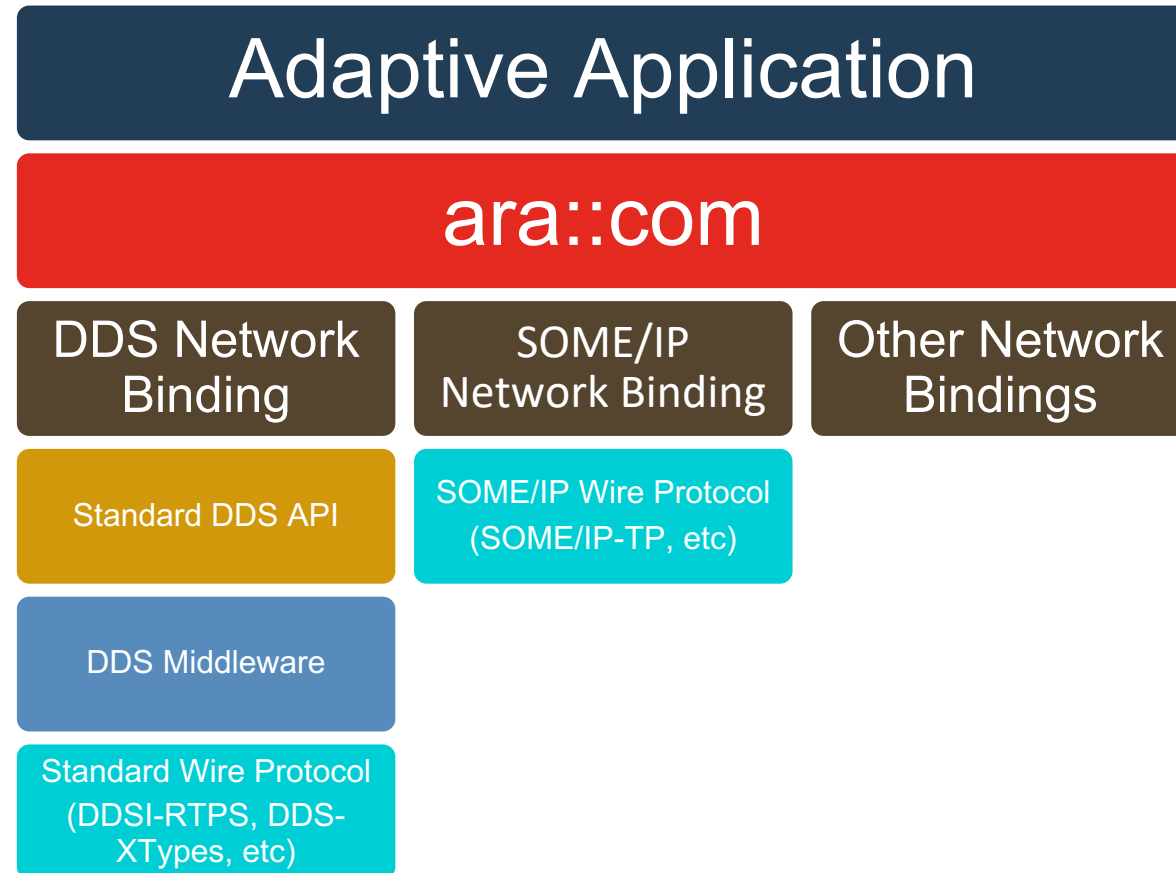 Adaptive Application
ara::com
DDS Network
Binding
SOME/IP
Network Binding
Other Network
Bindings
Standard DDS API
SOME/IP Wire Protocol
(SOME/IP-TP, etc)
DDS Middleware
Standard Wire Protocol
(DDSI-RTPS, DDS-
XTypes, etc)